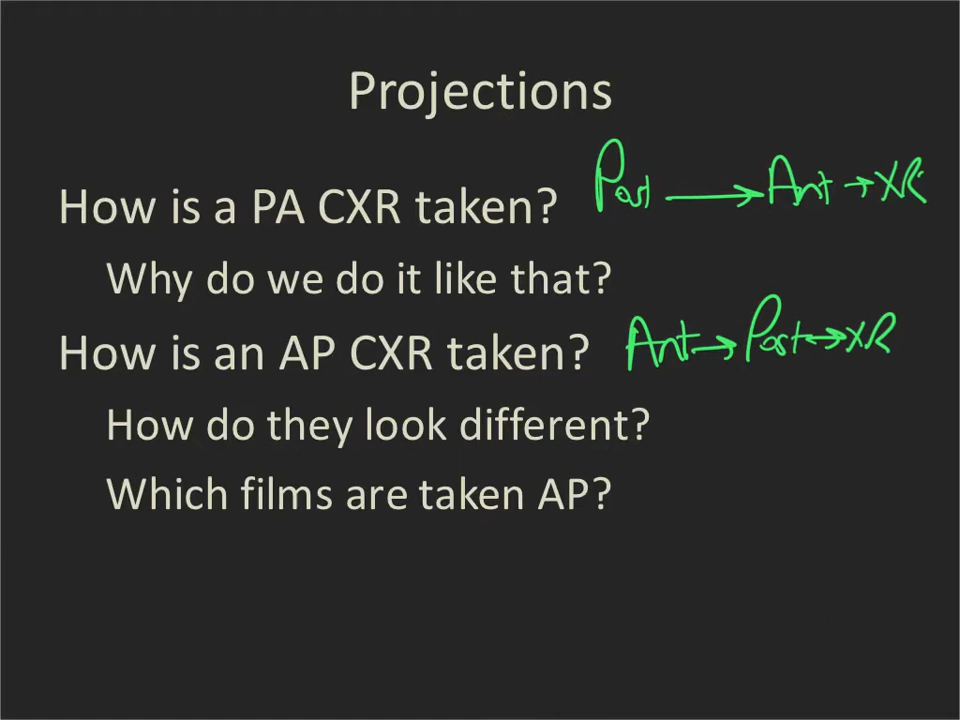 Projections
How is a PA CXR taken? Post → Ant → XR
Why do we do it like that?
How is an AP CXR taken? Ant → Post → XR
How do they look different?
Which films are taken AP?